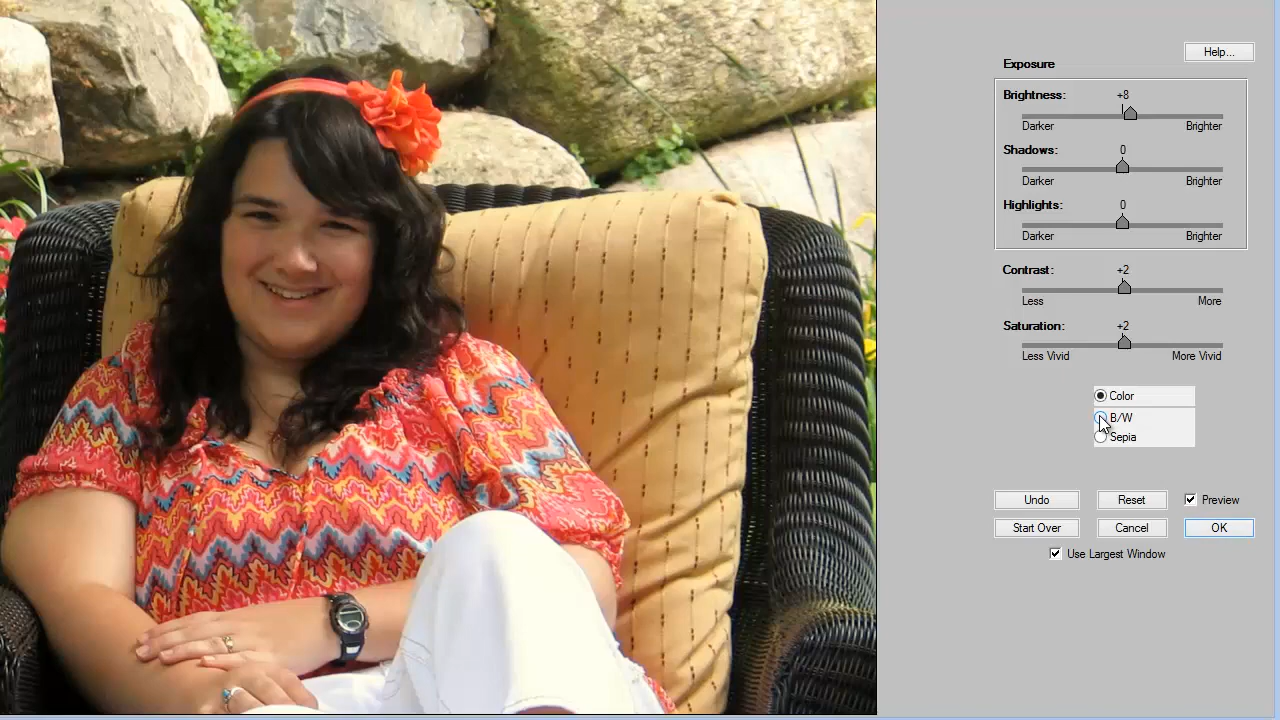 Help...
Exposure
Brightness: +8
Darker Brighter
Shadows: 0
Darker Brighter
Highlights: 0
Darker Brighter
Contrast: +2
Less More
Saturation: +2
Less Vivid More Vivid
Color
B/W
Sepia
Undo Reset Preview
Start Over Cancel OK
Use Largest Window